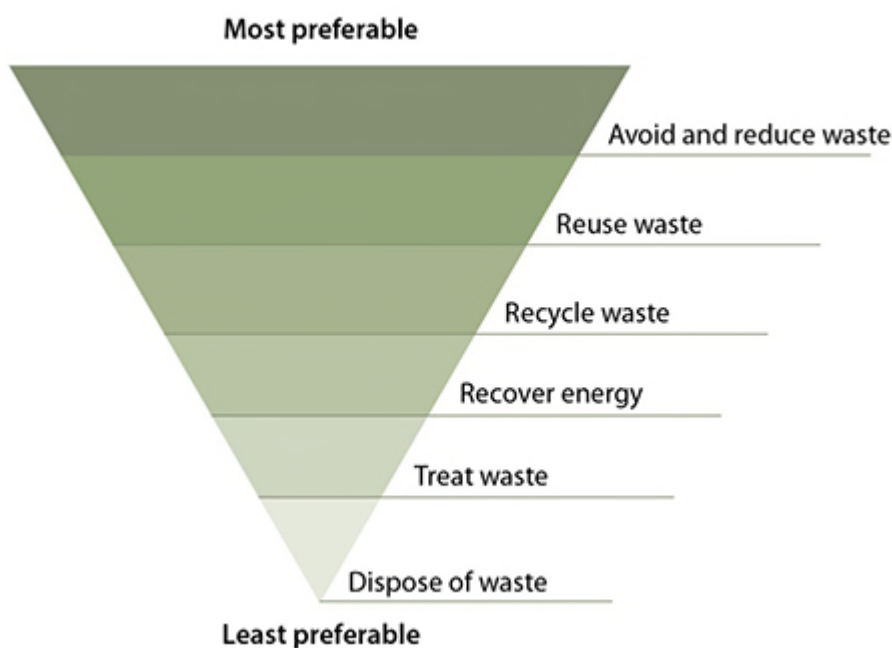 Most preferable
Avoid and reduce waste
Reuse waste
Recycle waste
Recover energy
Treat waste
Dispose of waste
Least preferable